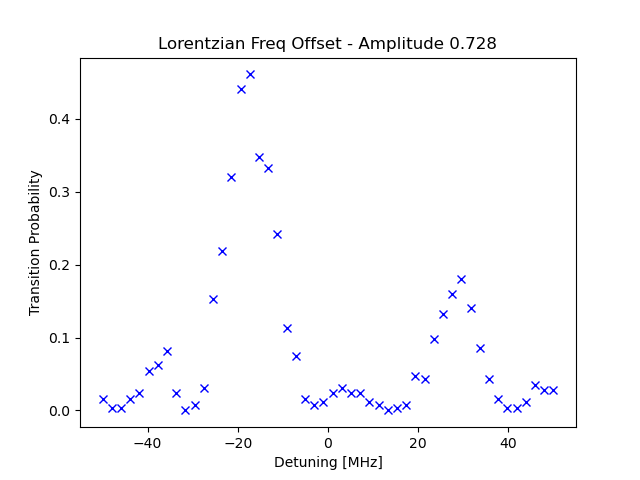 Lorentzian Freq Offset - Amplitude 0.728
Transition Probability
0.4
0.3
0.2
0.1
0.0
−40 −20 0 20 40
Detuning [MHz]